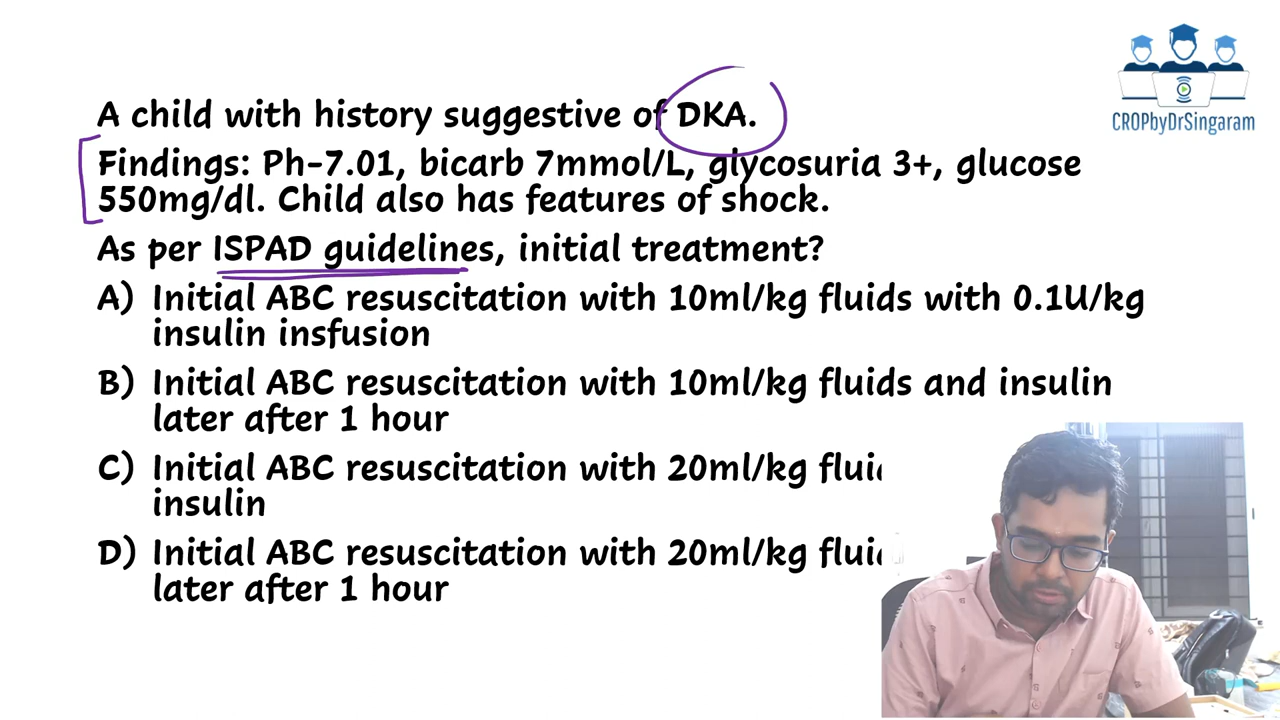 CROPbyDrSingaram
A child with history suggestive of DKA.
Findings: Ph-7.01, bicarb 7mmol/L, glycosuria 3+, glucose
550mg/dl. Child also has features of shock.
As per ISPAD guidelines, initial treatment?
A) Initial ABC resuscitation with 10ml/kg fluids with 0.1U/kg
insulin insfusion
B) Initial ABC resuscitation with 10ml/kg fluids and insulin
later after 1 hour
C) Initial ABC resuscitation with 20ml/kg
insulin
D) Initial ABC resuscitation with 20ml/kg
later after 1 hour